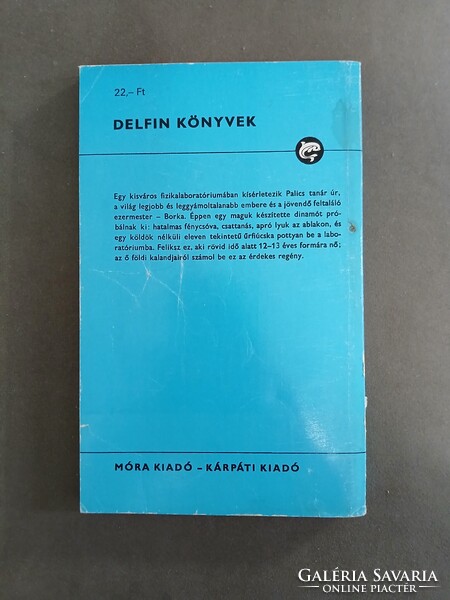 22,– Ft
DELFIN KÖNYVEK
Egy kisváros fizikalaboratóriumában kísérletezik Palics tanár úr,
a világ legjobb és leggyámoltalanabb embere és a jövendő feltaláló
ezermester – Borka. Éppen egy maguk készítette dinamót pró-
bálnak ki: hatalmas fénycsóva, csattanás, apró lyuk az ablakon, és
egy köldök nélküli eleven tekintetű űrfiúcska pottyan be a labo-
ratóriumba. Feliksz ez, aki rövid idő alatt 12–13 éves formára nő;
az ő földi kalandjairól számol be ez az érdekes regény.
MÓRA KIADÓ – KÁRPÁTI KIADÓ
GALÉRIA SAVARIA
ONLINE PIACTÉR